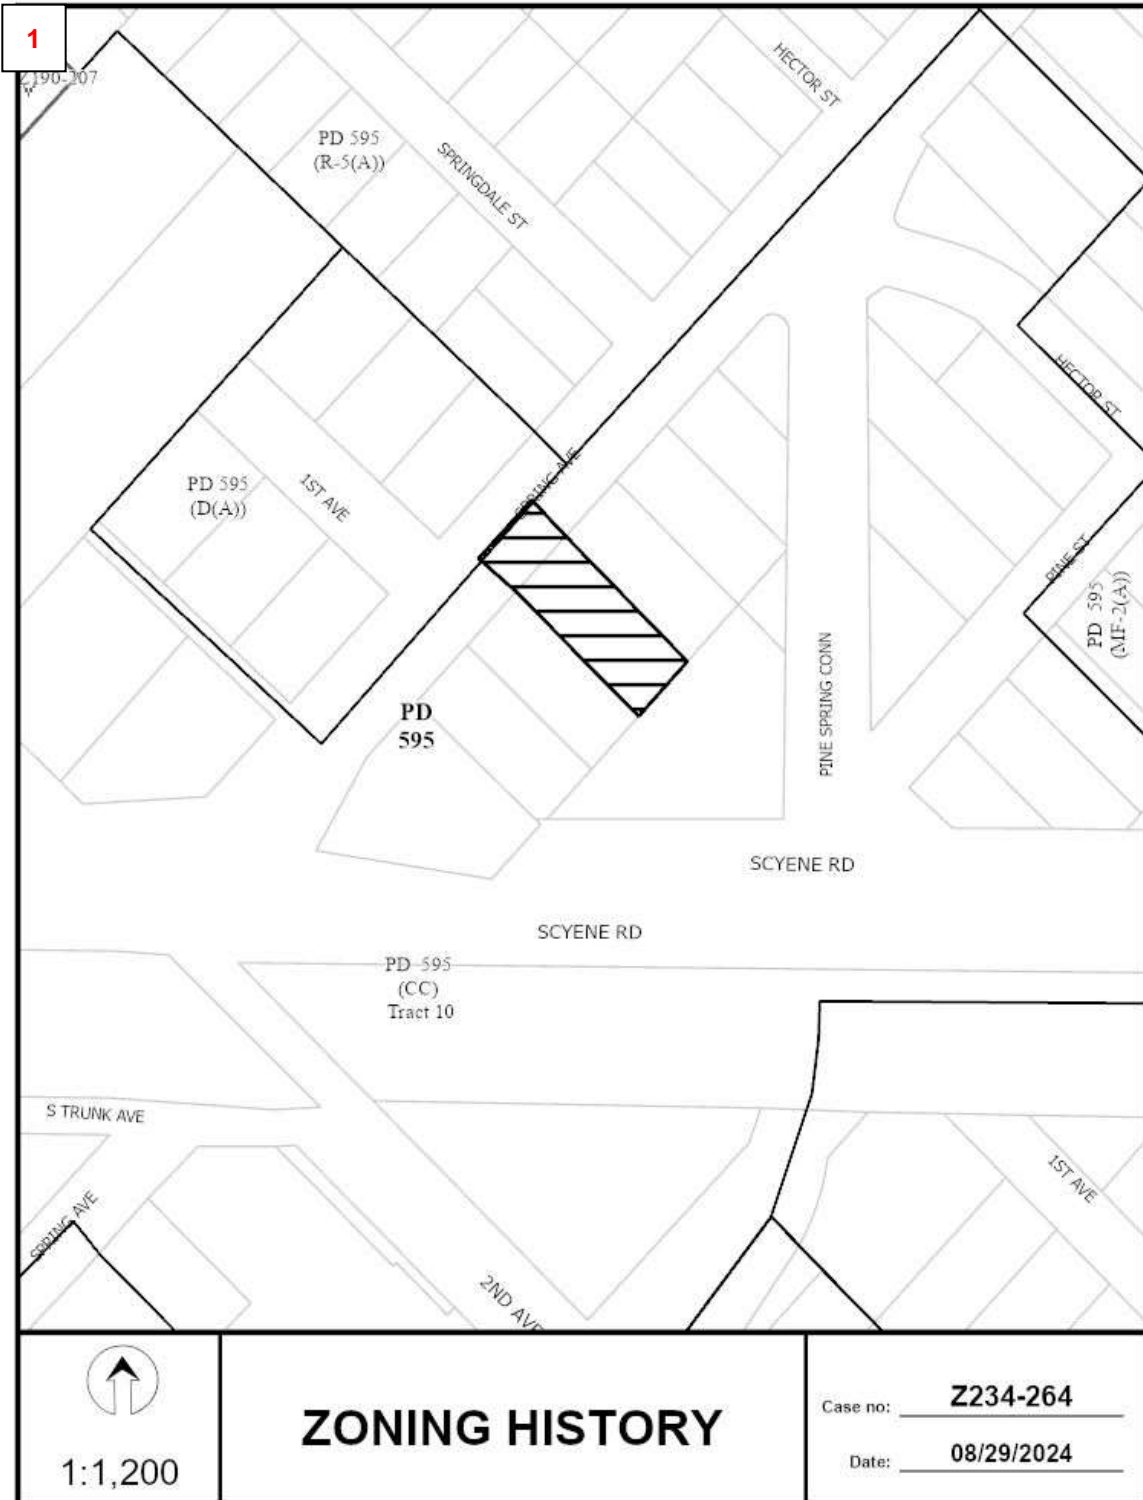 1
Z190-207
HECTOR ST
PD 595
(R-5(A))
SPRINGDALE ST
HECTOR ST
SPRING AVE
PD 595
(D(A))
1ST AVE
PINE ST
PD 595
(MF-2(A))
PINE SPRING CONN
PD
595
SCYENE RD
SCYENE RD
PD 595
(CC)
Tract 10
S TRUNK AVE
1ST AVE
SPRING AVE
2ND AVE
1:1,200
ZONING HISTORY
Case no: Z234-264
Date: 08/29/2024